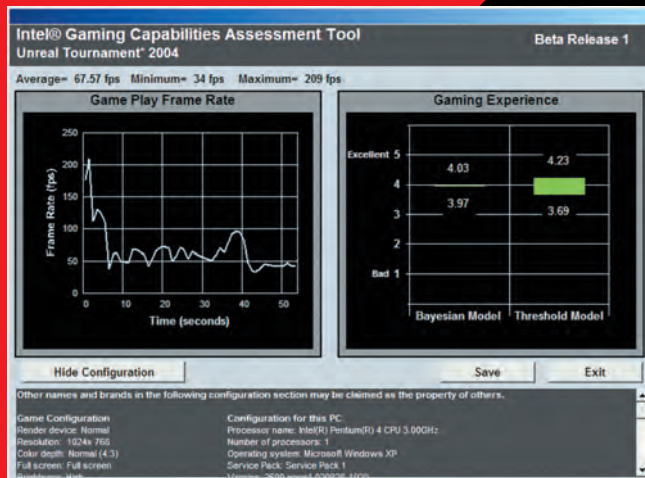 Intel® Gaming Capabilities Assessment Tool
Unreal Tournament* 2004
Beta Release 1
Average= 67.57 fps Minimum= 34 fps Maximum= 209 fps
Game Play Frame Rate
250
200
150
100
50
0
Frame Rate (fps)
0 10 20 30 40 50
Time (seconds)
Gaming Experience
Excellent 5
4
3
2
Bad 1
4.03
3.97
4.23
3.69
Bayesian Model
Threshold Model
Hide Configuration
Save
Exit
Other names and brands in the following configuration section may be claimed as the property of others.
Game Configuration
Render device: Normal
Resolution: 1024x 768
Color depth: Normal (4:3)
Full screen: Full screen
Configuration for this PC
Processor name: Intel(R) Pentium(R) 4 CPU 3.00GHz
Number of processors: 1
Operating system: Microsoft Windows XP
Service Pack: Service Pack 1